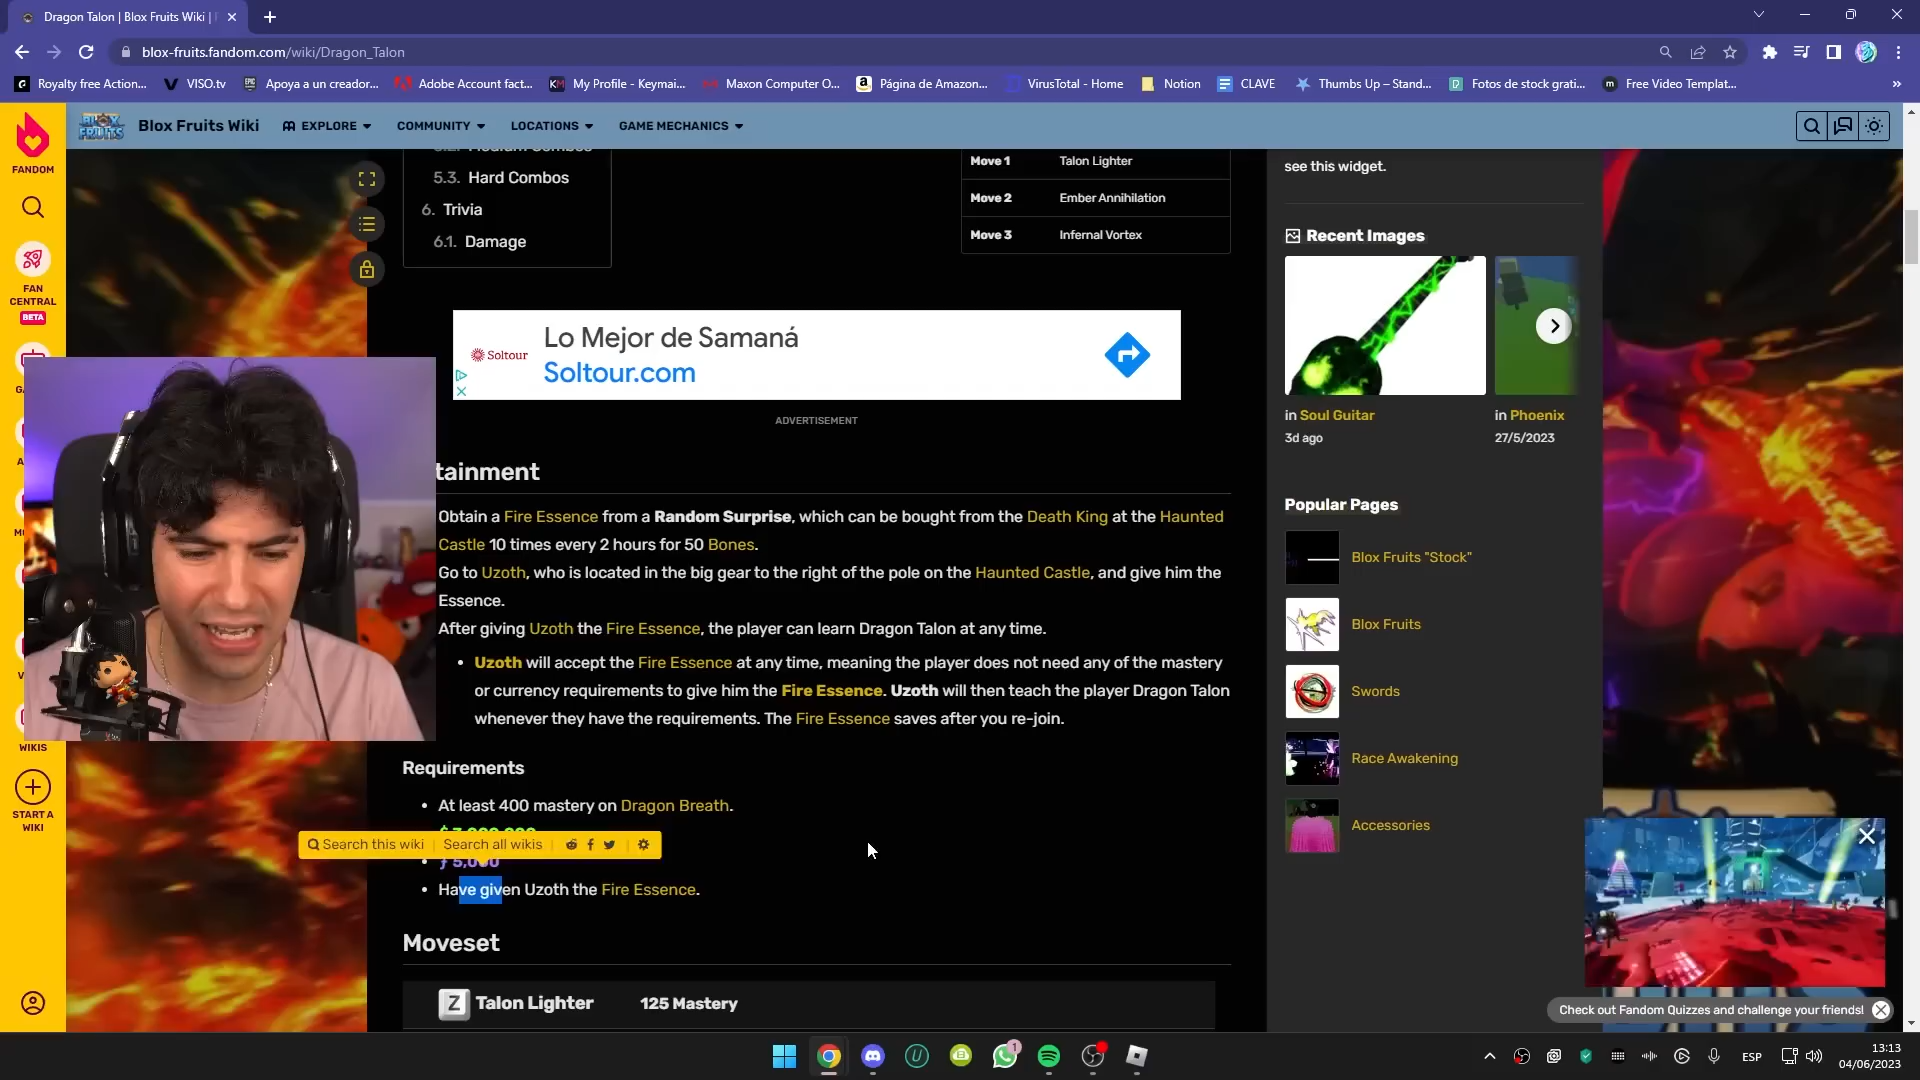 Dragon Talon | Blox Fruits Wiki |
blox-fruits.fandom.com/wiki/Dragon_Talon
Royalty free Action...
VISO.tv
Apoya a un creador...
Adobe Account fact...
My Profile - Keymai...
Maxon Computer O...
Página de Amazon...
VirusTotal - Home
Notion
CLAVE
Thumbs Up – Stand...
Fotos de stock grati...
Free Video Templat...
FANDOM
BLOX FRUITS
Blox Fruits Wiki
EXPLORE
COMMUNITY
LOCATIONS
GAME MECHANICS
FAN CENTRAL
BETA
WIKIS
START A WIKI
5.3. Hard Combos
6. Trivia
6.1. Damage
Move 1 Talon Lighter
Move 2 Ember Annihilation
Move 3 Infernal Vortex
Soltour
Lo Mejor de Samaná
Soltour.com
ADVERTISEMENT
tainment
Obtain a Fire Essence from a Random Surprise, which can be bought from the Death King at the Haunted
Castle 10 times every 2 hours for 50 Bones.
Go to Uzoth, who is located in the big gear to the right of the pole on the Haunted Castle, and give him the
Essence.
After giving Uzoth the Fire Essence, the player can learn Dragon Talon at any time.
• Uzoth will accept the Fire Essence at any time, meaning the player does not need any of the mastery
or currency requirements to give him the Fire Essence. Uzoth will then teach the player Dragon Talon
whenever they have the requirements. The Fire Essence saves after you re-join.
Requirements
• At least 400 mastery on Dragon Breath.
Search this wiki
Search all wikis
• ƒ 5,000
• Have given Uzoth the Fire Essence.
Moveset
Z Talon Lighter 125 Mastery
see this widget.
Recent Images
in Soul Guitar
3d ago
in Phoenix
27/5/2023
Popular Pages
Blox Fruits "Stock"
Blox Fruits
Swords
Race Awakening
Accessories
Check out Fandom Quizzes and challenge your friends!
1
ESP
13:13
04/06/2023